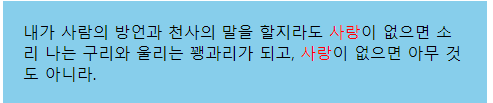 내가 사람의 방언과 천사의 말을 할지라도 사랑이 없으면 소
리 나는 구리와 울리는 꽹과리가 되고, 사랑이 없으면 아무 것
도 아니라.